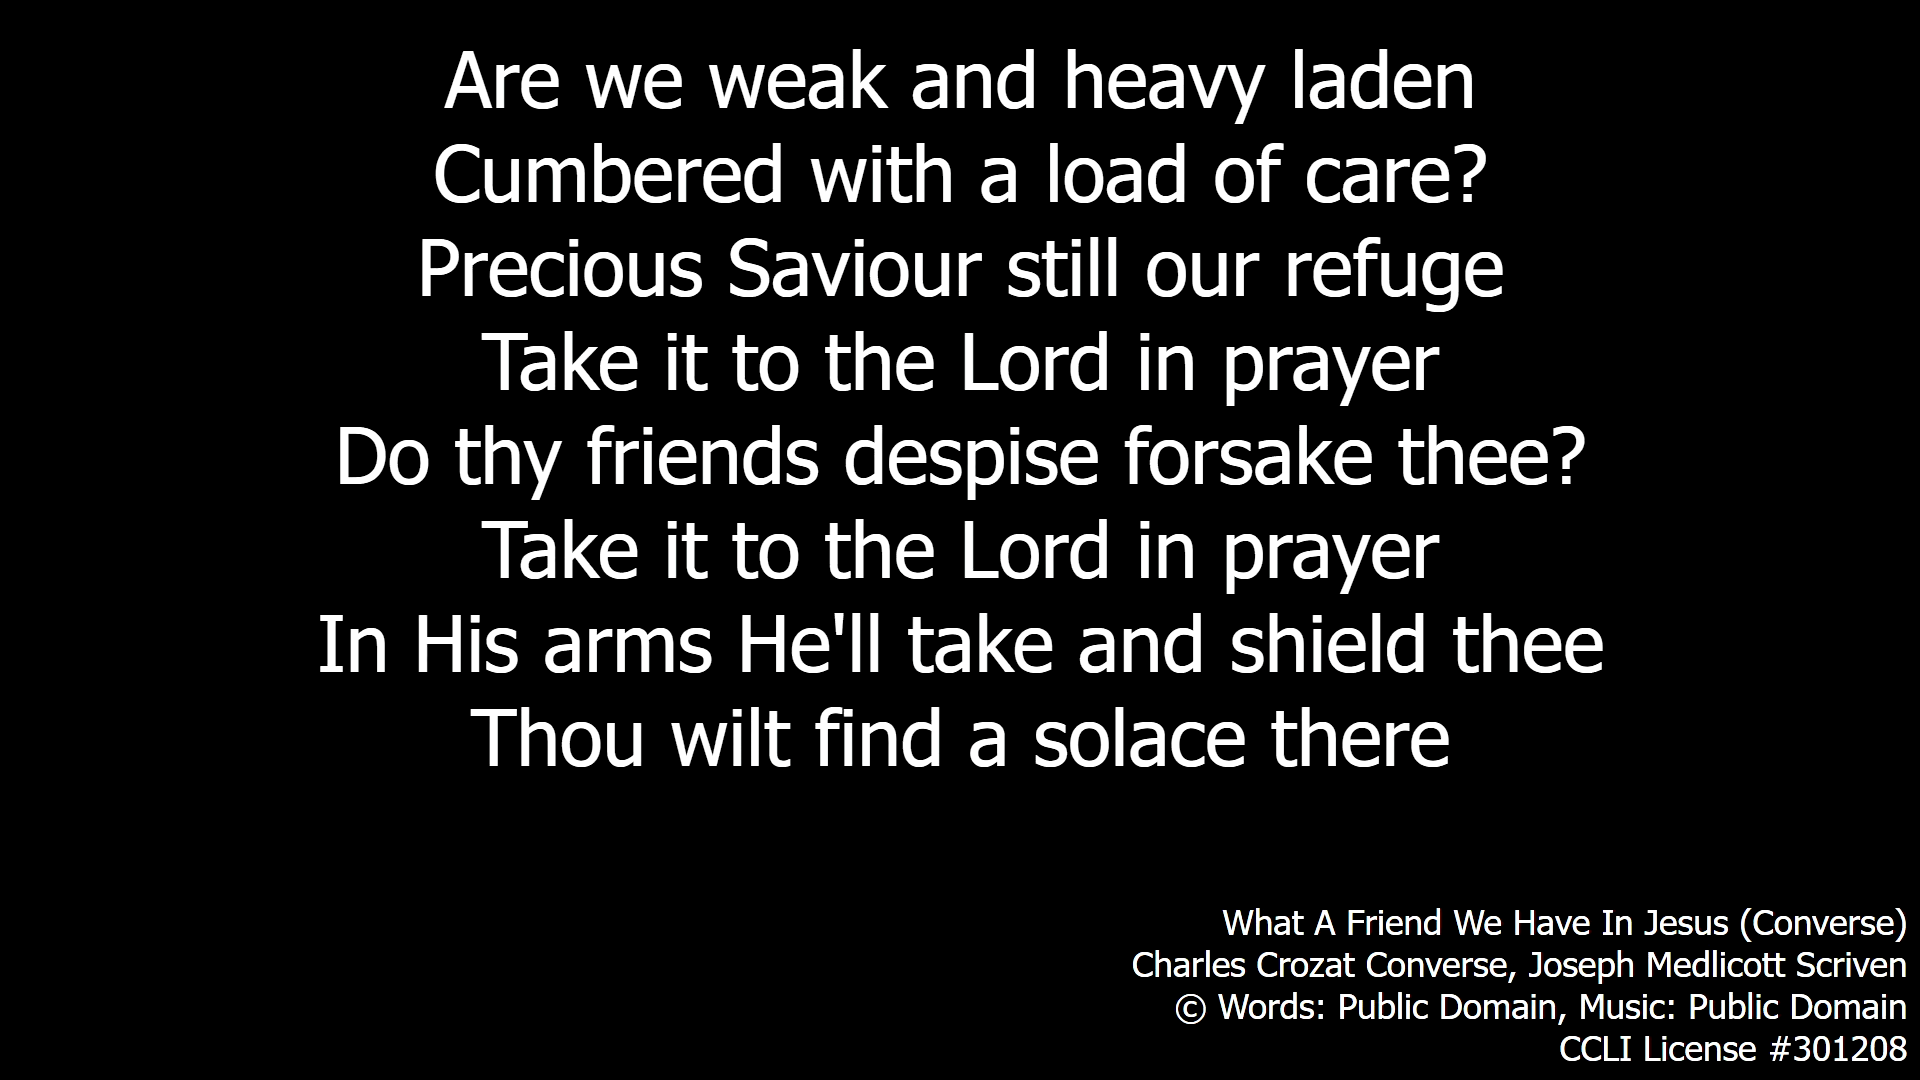 Are we weak and heavy laden
Cumbered with a load of care?
Precious Saviour still our refuge
Take it to the Lord in prayer
Do thy friends despise forsake thee?
Take it to the Lord in prayer
In His arms He'll take and shield thee
Thou wilt find a solace there
What A Friend We Have In Jesus (Converse)
Charles Crozat Converse, Joseph Medlicott Scriven
© Words: Public Domain, Music: Public Domain
CCLI License #301208